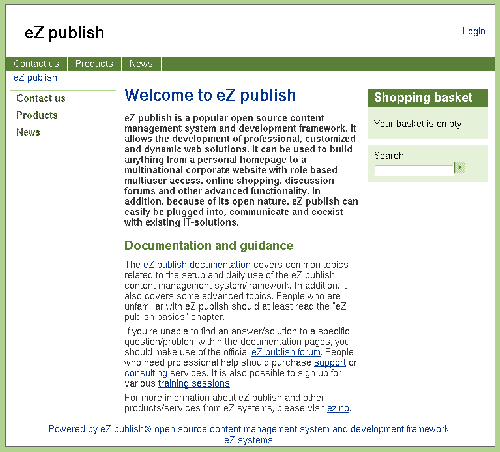 eZ publish
Login
Contact us Products News
eZ publish
Contact us
Products
News
Welcome to eZ publish
eZ publish is a popular open source content
management system and development framework. It
allows the development of professional, customized
and dynamic web solutions. It can be used to build
anything from a personal homepage to a
multinational corporate website with role based
multiuser access, online shopping, discussion
forums and other advanced functionality. In
addition, because of its open nature, eZ publish can
easily be plugged into, communicate and coexist
with existing IT-solutions.
Documentation and guidance
The eZ publish documentation covers common topics
related to the setup and daily use of the eZ publish
content management system/framework. In addition, it
also covers some advanced topics. People who are
unfamiliar with eZ publish should at least read the "eZ
publish basics" chapter.
If you're unable to find an answer/solution to a specific
question/problem within the documentation pages, you
should make use of the official eZ publish forum. People
who need professional help should purchase support or
consulting services. It is also possible to sign up for
various training sessions.
For more information about eZ publish and other
products/services from eZ systems, please visit ez.no.
Shopping basket
Your basket is empty
Search
Powered by eZ publish® open source content management system and development framework.
eZ systems